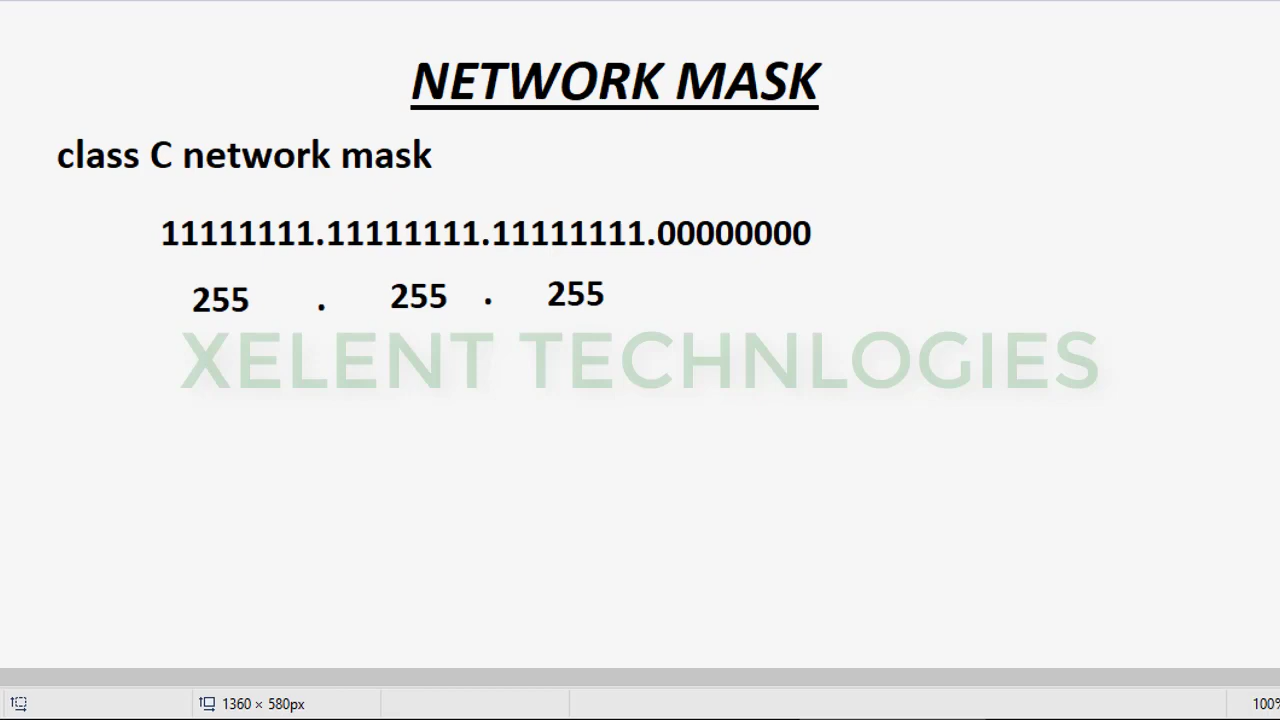 NETWORK MASK
class C network mask
11111111.11111111.11111111.00000000
255 . 255 . 255
XELENT TECHNLOGIES
1360 × 580px
100%